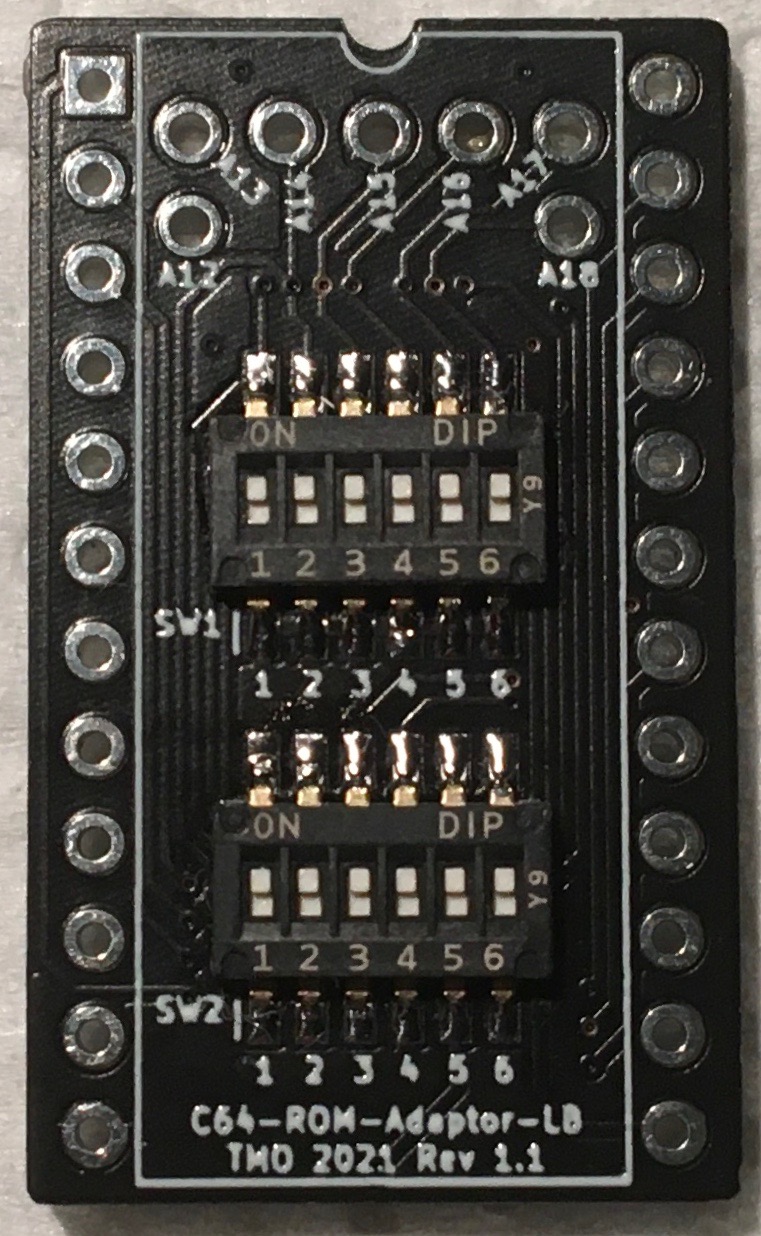 A13 A14 A15 A16 A17
A12 A18
ON DIP
Y9
1 2 3 4 5 6
SW1
1 2 3 4 5 6
ON DIP
Y9
1 2 3 4 5 6
SW2
1 2 3 4 5 6
C64-ROM-Adaptor-LB
TMO 2021 Rev 1.1